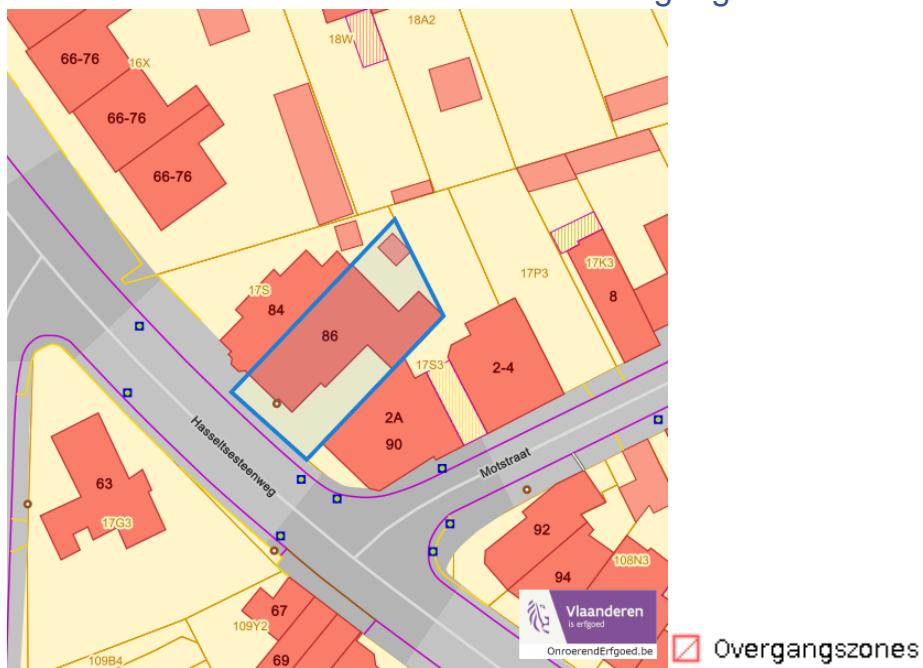 18A2
18W
66-76
16X
66-76
66-76
17P3
17K3
17S
84
8
86
17S3
2-4
2A
90
Hasseltsesteenweg
Motstraat
63
17G3
92
108N3
94
67
109Y2
69
109B4
Vlaanderen
is erfgoed
OnroerendErfgoed.be
Overgangszones